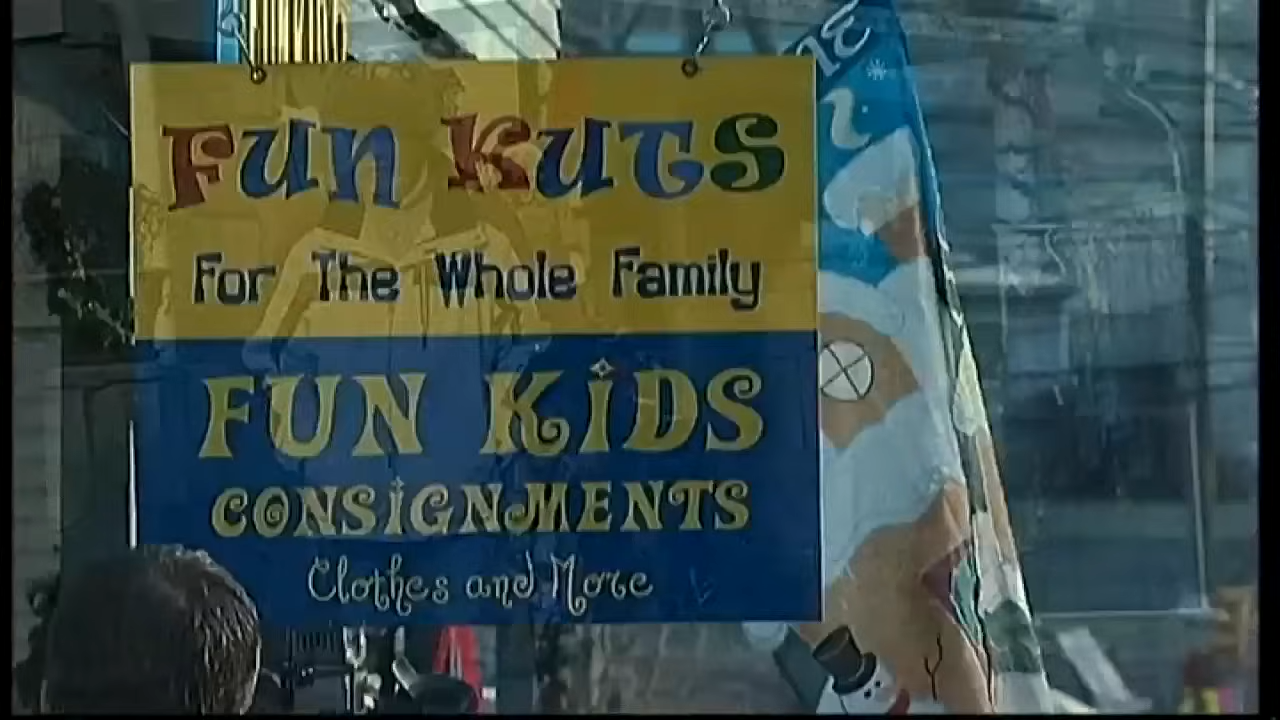 Fun Kuts
For The Whole Family
FUN KiDS
CONSiGNMENTS
Clothes and More